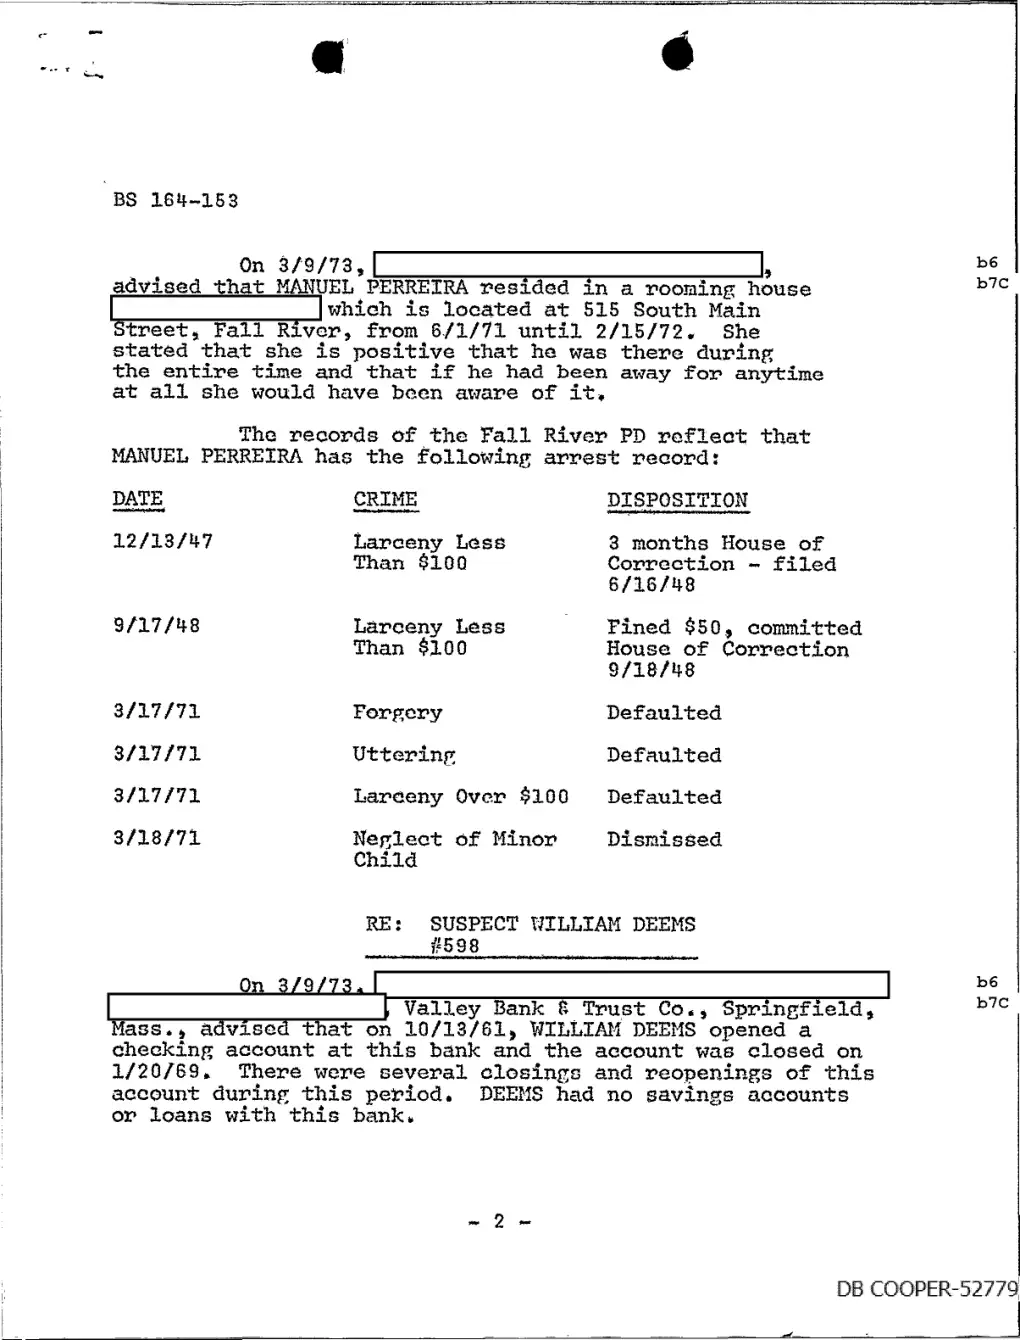 BS 164-153
On 3/9/73, , b6
advised that MANUEL PERREIRA resided in a rooming house b7C
which is located at 515 South Main
Street, Fall River, from 6/1/71 until 2/15/72. She
stated that she is positive that he was there during
the entire time and that if he had been away for anytime
at all she would have been aware of it.
The records of the Fall River PD reflect that
MANUEL PERREIRA has the following arrest record:
DATE CRIME DISPOSITION
12/13/47 Larceny Less 3 months House of
Than $100 Correction - filed
6/16/48
9/17/48 Larceny Less Fined $50, committed
Than $100 House of Correction
9/18/48
3/17/71 Forgery Defaulted
3/17/71 Uttering Defaulted
3/17/71 Larceny Over $100 Defaulted
3/18/71 Neglect of Minor Dismissed
Child
RE: SUSPECT WILLIAM DEEMS
#598
On 3/9/73, b6
, Valley Bank & Trust Co., Springfield, b7C
Mass., advised that on 10/13/61, WILLIAM DEEMS opened a
checking account at this bank and the account was closed on
1/20/69. There were several closings and reopenings of this
account during this period. DEEMS had no savings accounts
or loans with this bank.
- 2 -
DB COOPER-52779